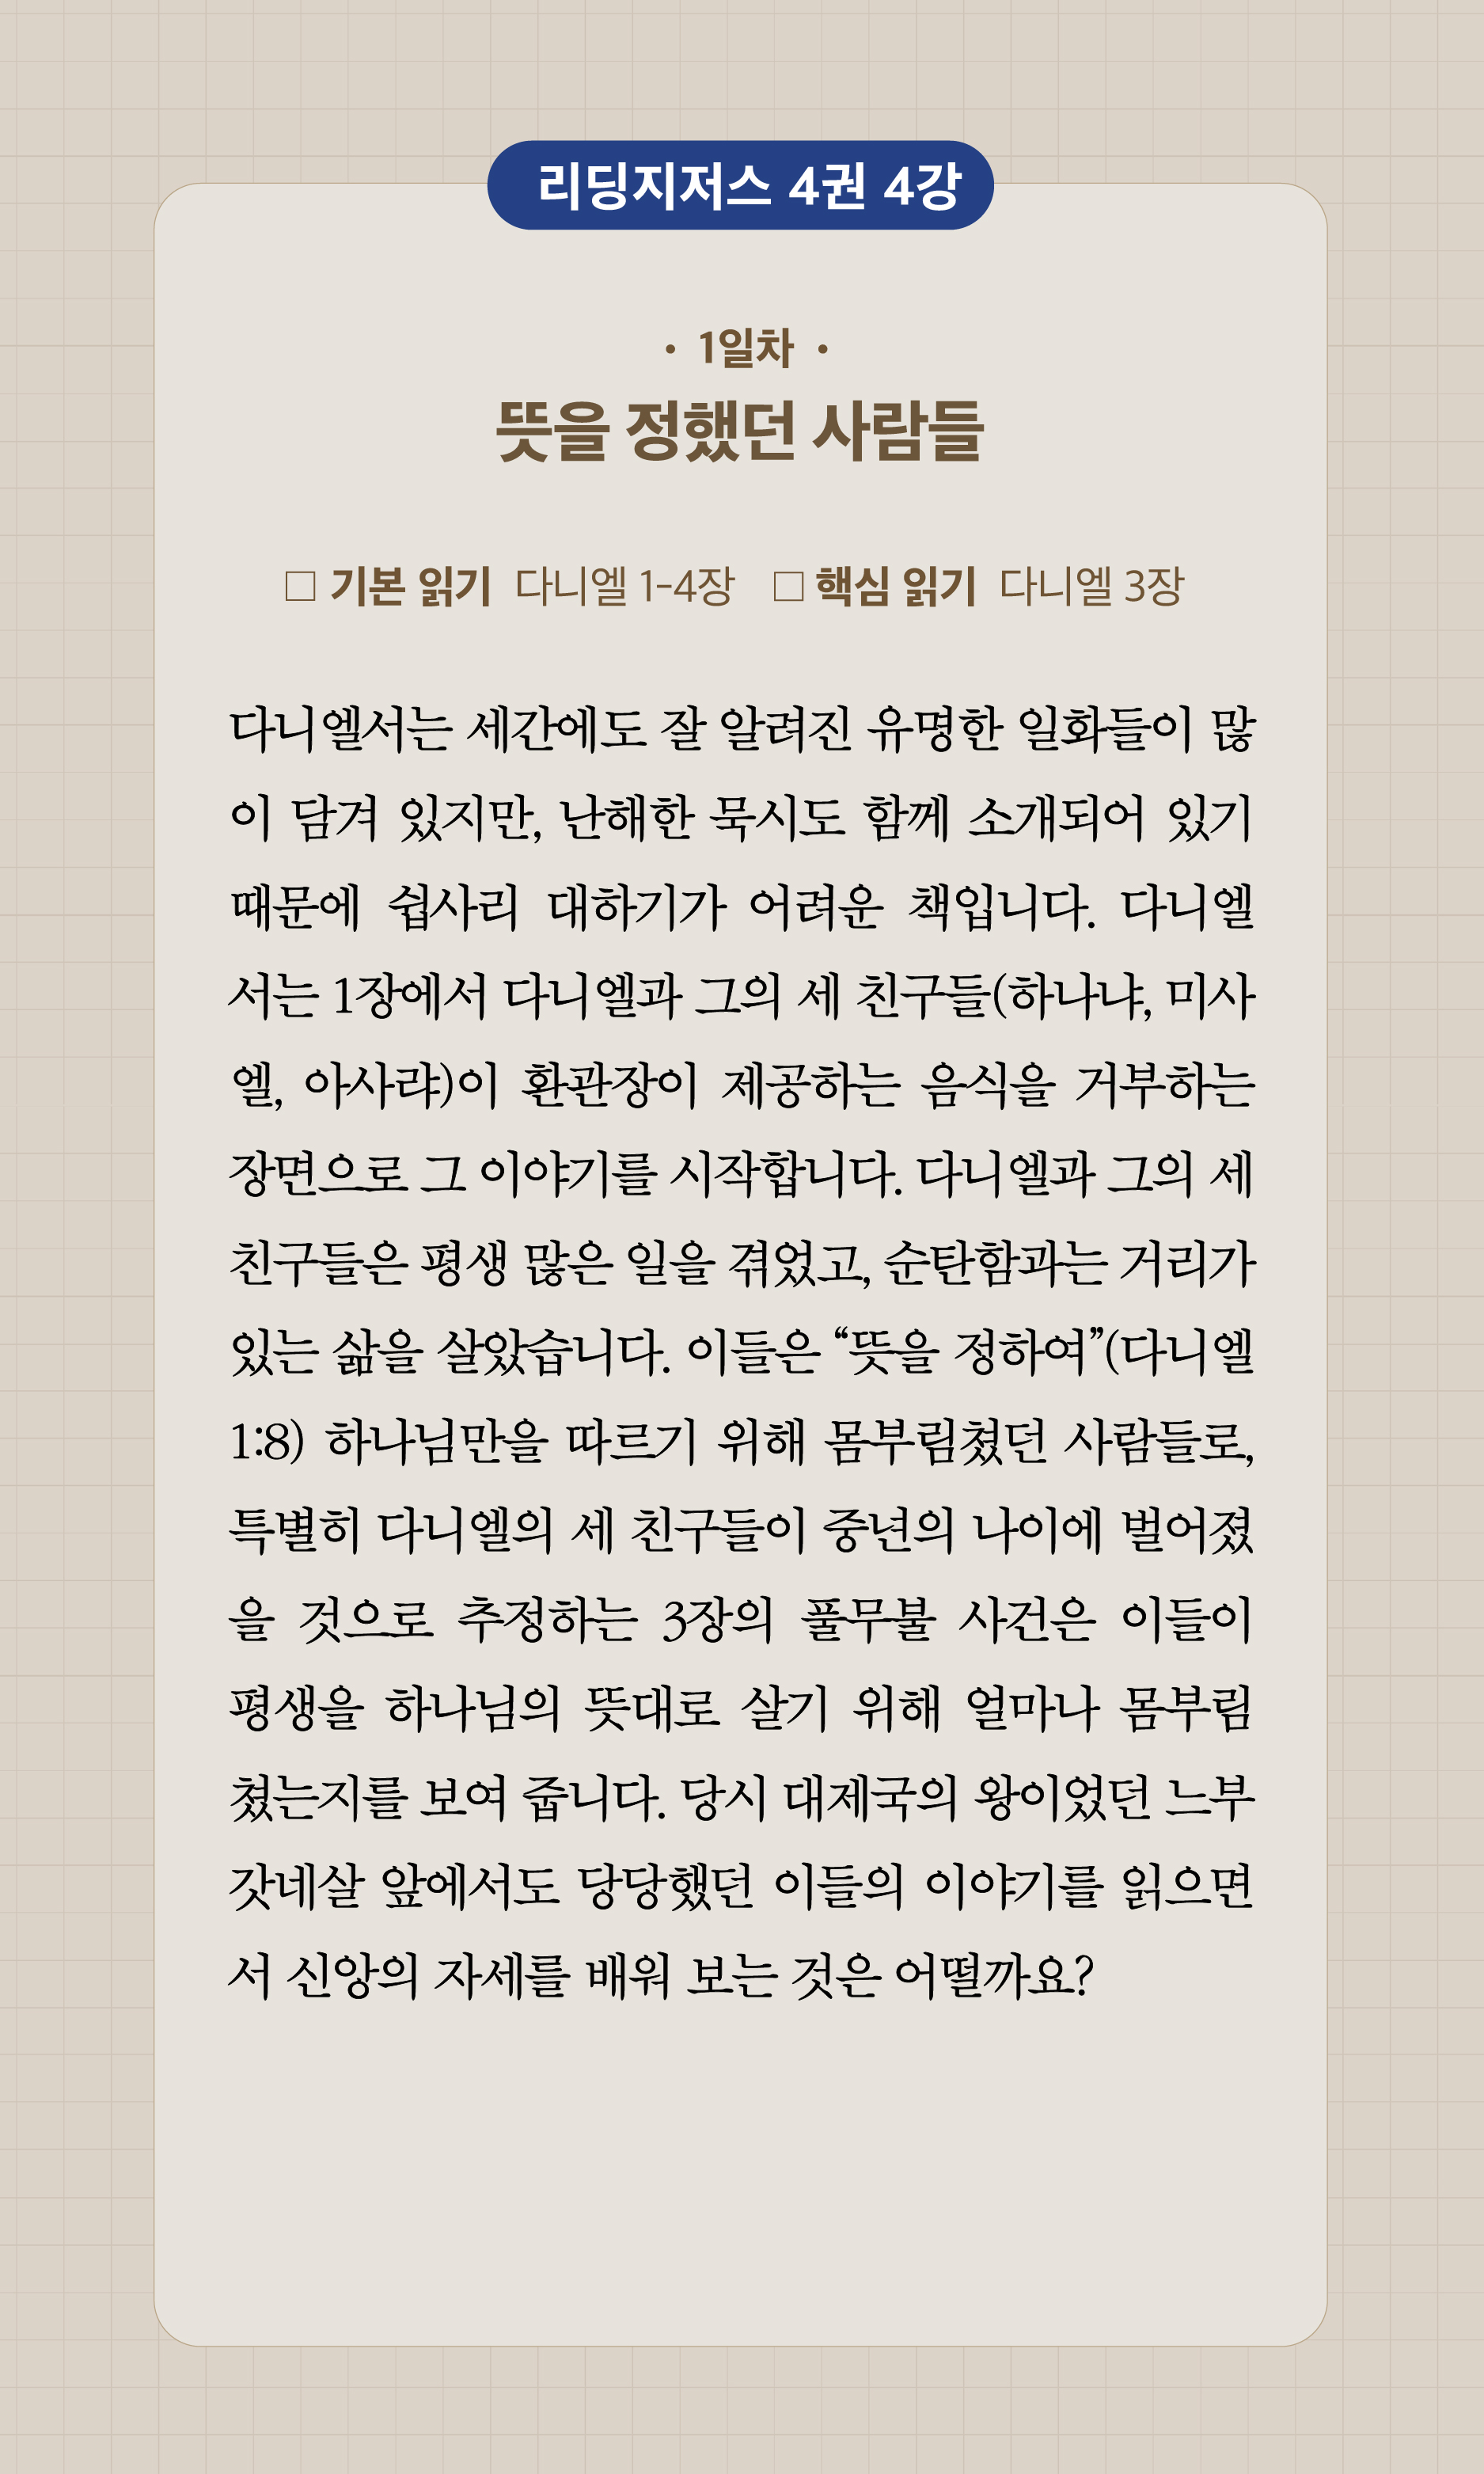 리딩지저스 4권 4강
· 1일차 ·
뜻을 정했던 사람들
□ 기본 읽기 다니엘 1-4장 □ 핵심 읽기 다니엘 3장
다니엘서는 세간에도 잘 알려진 유명한 일화들이 많
이 담겨 있지만, 난해한 묵시도 함께 소개되어 있기
때문에 쉽사리 대하기가 어려운 책입니다. 다니엘
서는 1장에서 다니엘과 그의 세 친구들(하나냐, 미사
엘, 아사랴)이 환관장이 제공하는 음식을 거부하는
장면으로 그 이야기를 시작합니다. 다니엘과 그의 세
친구들은 평생 많은 일을 겪었고, 순탄함과는 거리가
있는 삶을 살았습니다. 이들은 “뜻을 정하여”(다니엘
1:8) 하나님만을 따르기 위해 몸부림쳤던 사람들로,
특별히 다니엘의 세 친구들이 중년의 나이에 벌어졌
을 것으로 추정하는 3장의 풀무불 사건은 이들이
평생을 하나님의 뜻대로 살기 위해 얼마나 몸부림
쳤는지를 보여 줍니다. 당시 대제국의 왕이었던 느부
갓네살 앞에서도 당당했던 이들의 이야기를 읽으면
서 신앙의 자세를 배워 보는 것은 어떨까요?